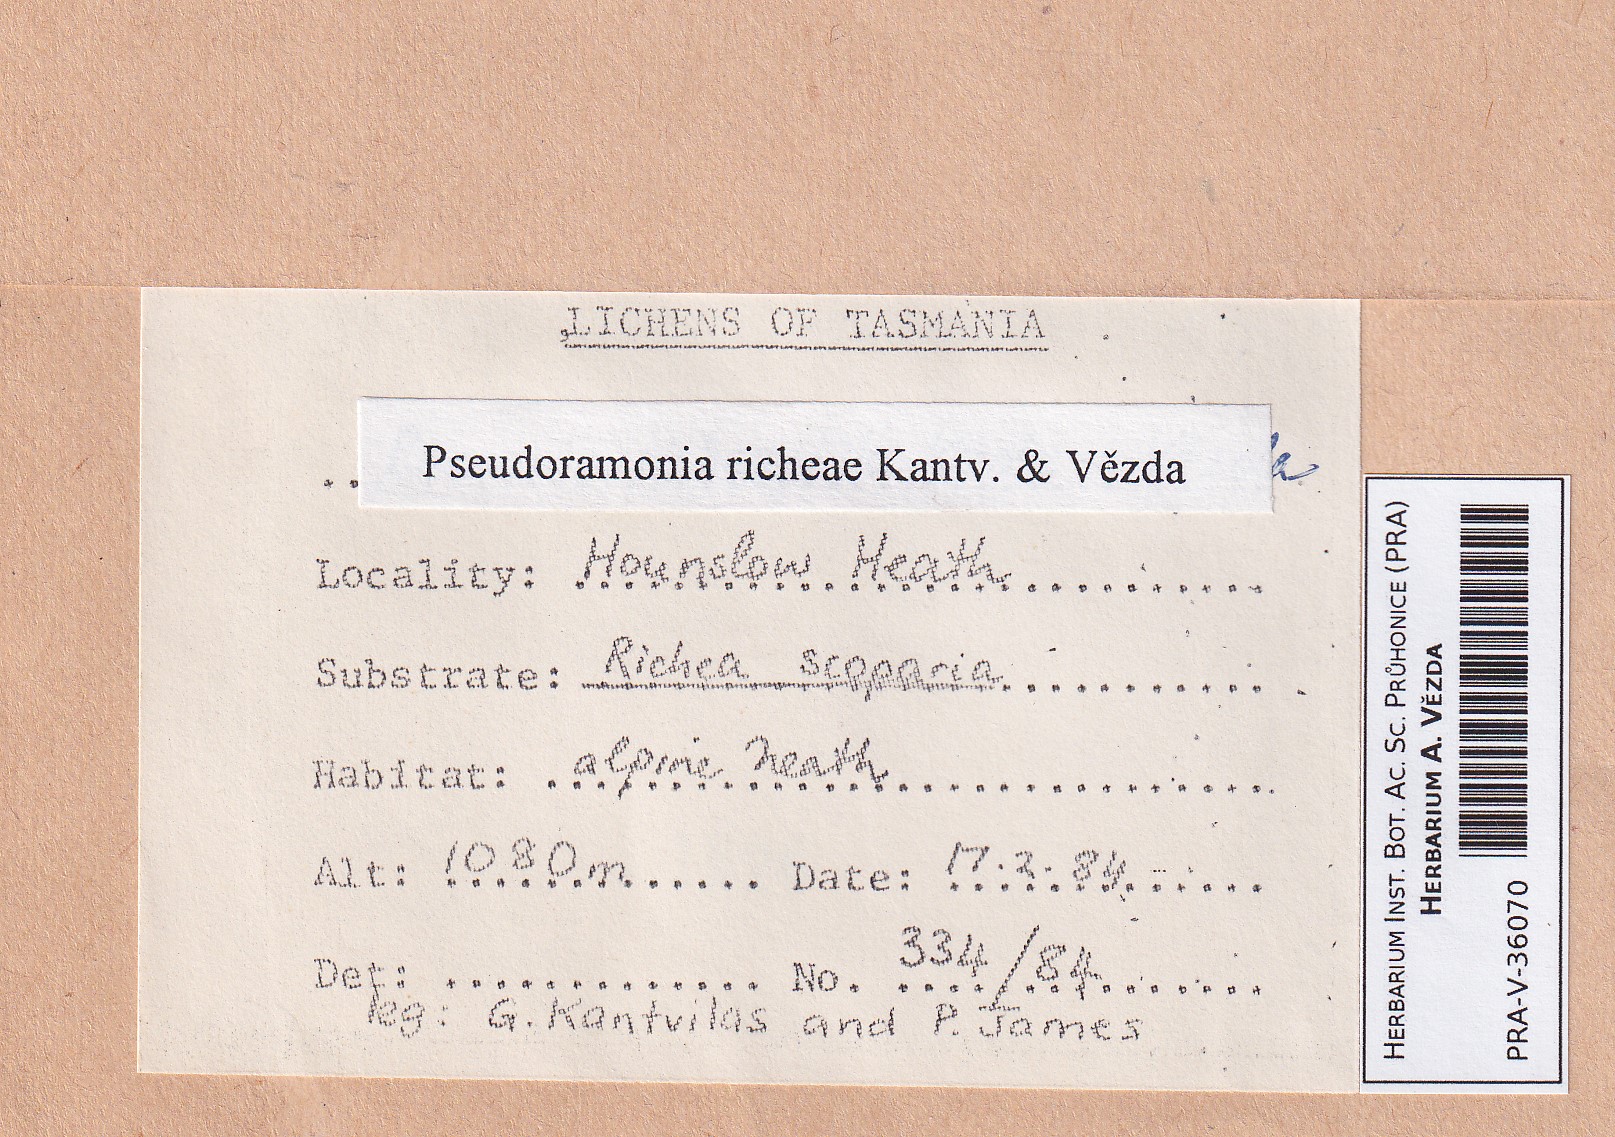 LICHENS OF TASMANIA
Pseudoramonia richeae Kantv. & Vězda
Locality: Hounslow Heath
Substrate: Richea scoparia
Habitat: alpine heath
Alt: 1080m Date: 17.2.84
Det: No. 334/84
leg: G. Kantvilas and P. James
HERBARIUM INST. BOT. AC. SC. PRŮHONICE (PRA)
HERBARIUM A. VĚZDA
PRA-V-36070